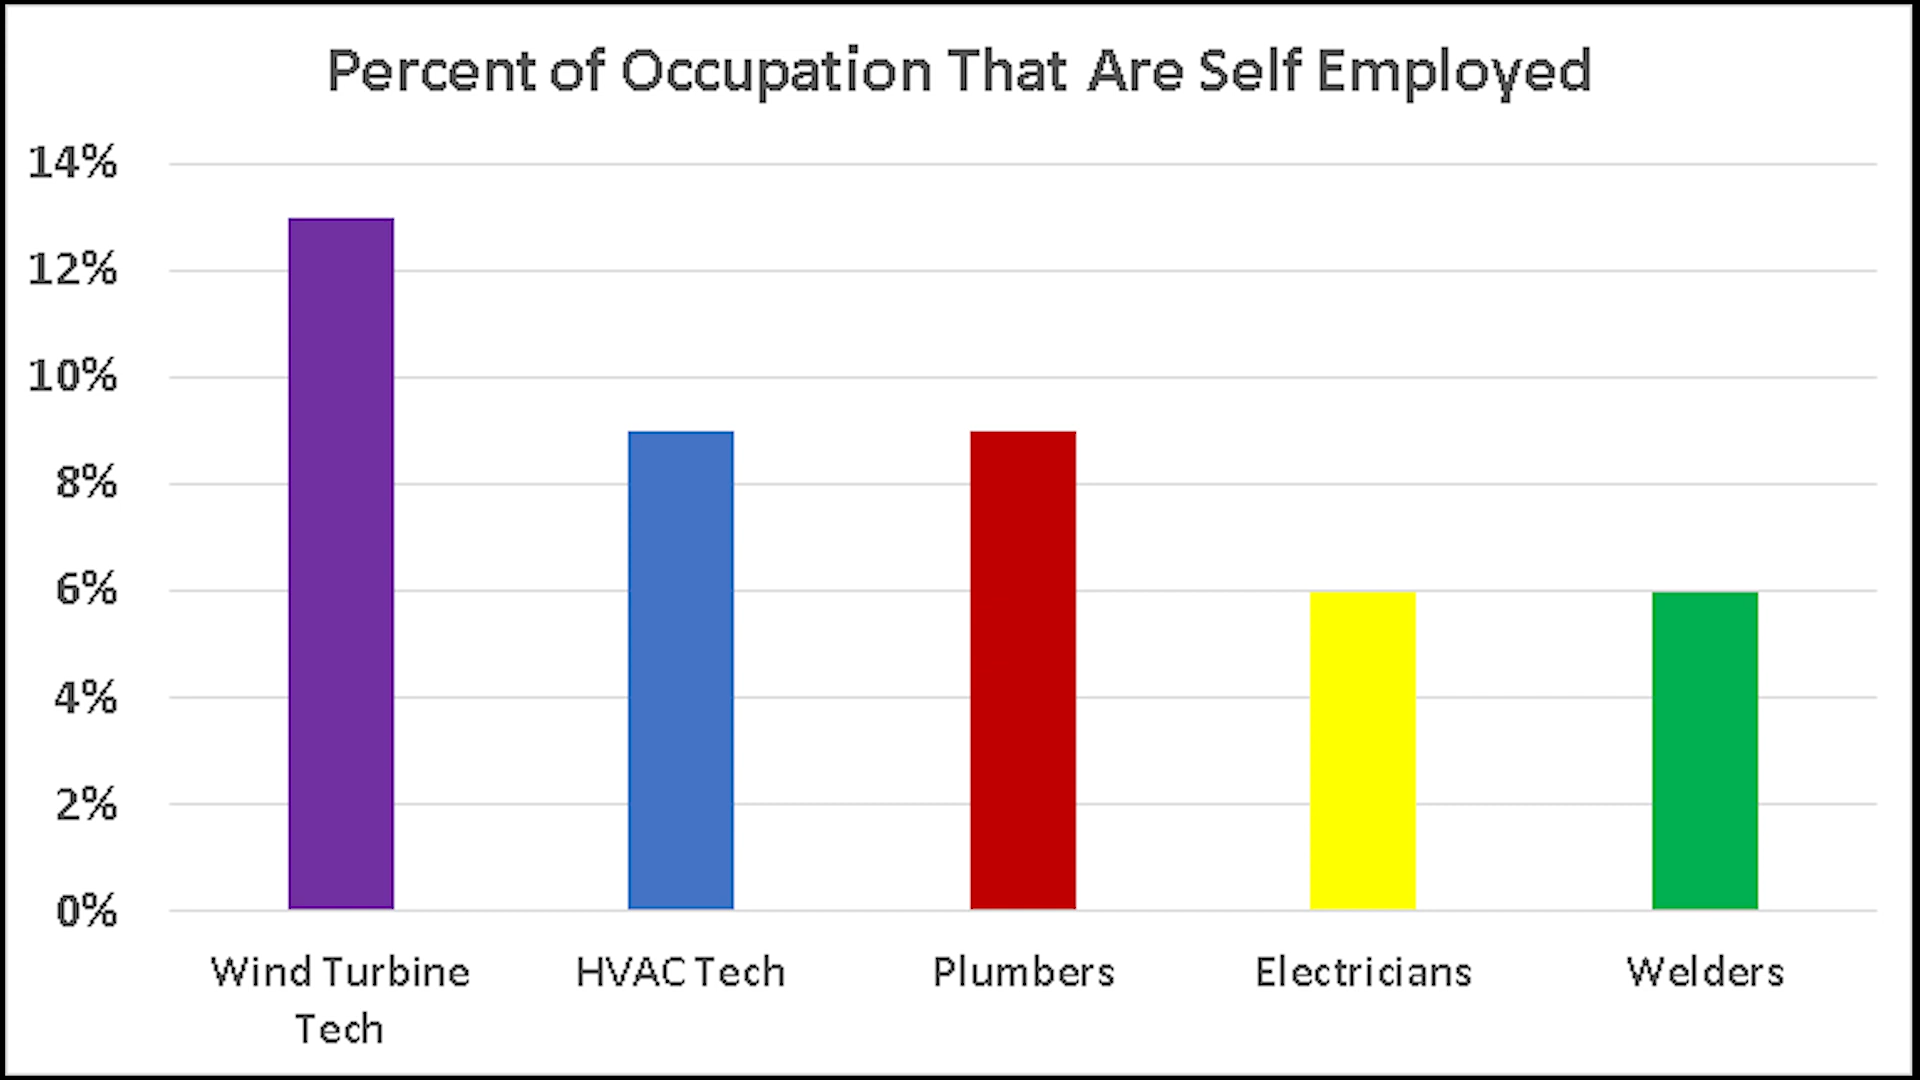 Percent of Occupation That Are Self Employed
14%
12%
10%
8%
6%
4%
2%
0%
Wind Turbine Tech
HVAC Tech
Plumbers
Electricians
Welders